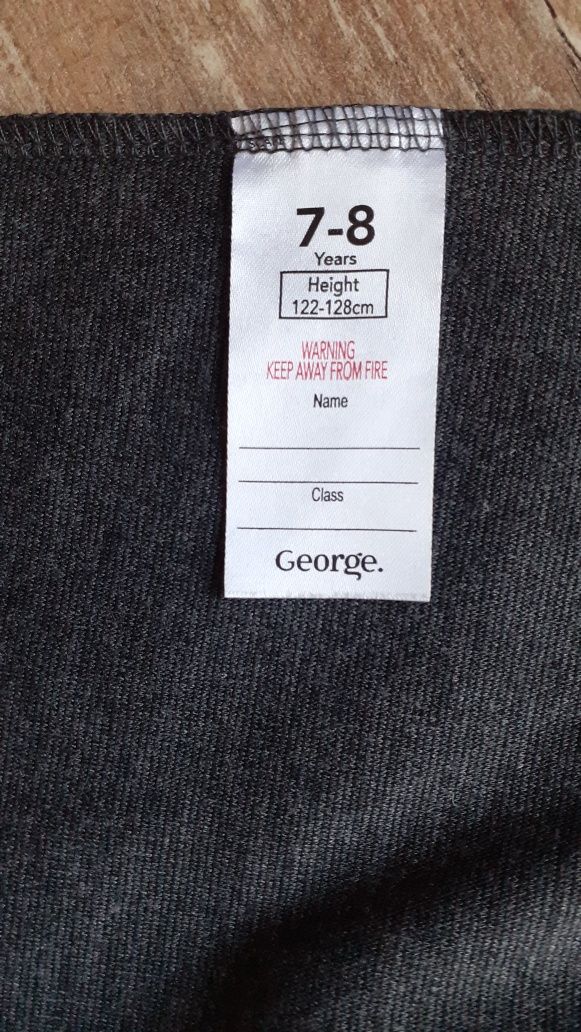 7-8
Years
Height
122-128cm
WARNING
KEEP AWAY FROM FIRE
Name
Class
George.